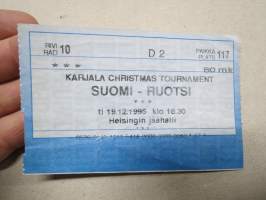 RIVI 10 D 2 PAIKKA 117
RAD PLATS
60 mk
* * *
KARJALA CHRISTMAS TOURNAMENT
SUOMI - RUOTSI
* * *
ti 19.12.1995 klo 18.30
Helsingin jäähalli